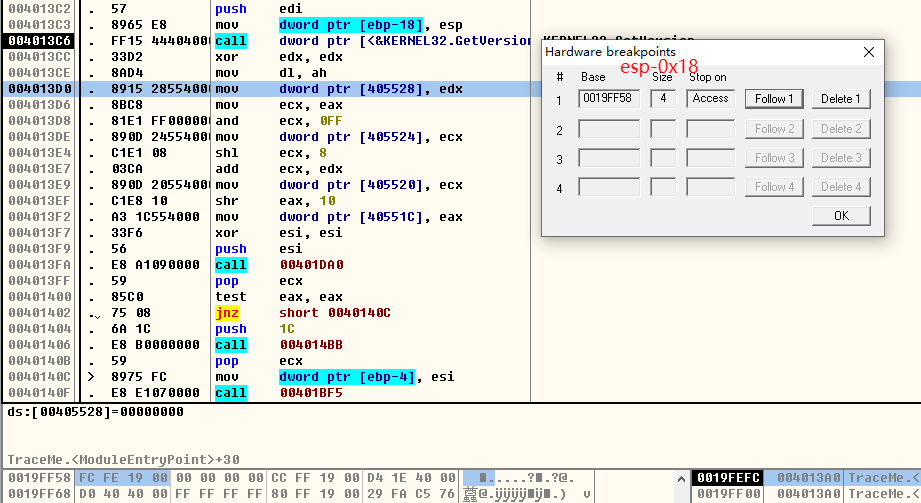 004013C2 . 57 push edi
004013C3 . 8965 E8 mov dword ptr [ebp-18], esp
004013C6 . FF15 44404000 call dword ptr [<&KERNEL32.GetVersion
004013CC . 33D2 xor edx, edx
004013CE . 8AD4 mov dl, ah
004013D0 . 8915 28554000 mov dword ptr [405528], edx
004013D6 . 8BC8 mov ecx, eax
004013D8 . 81E1 FF000000 and ecx, 0FF
004013DE . 890D 24554000 mov dword ptr [405524], ecx
004013E4 . C1E1 08 shl ecx, 8
004013E7 . 03CA add ecx, edx
004013E9 . 890D 20554000 mov dword ptr [405520], ecx
004013EF . C1E8 10 shr eax, 10
004013F2 . A3 1C554000 mov dword ptr [40551C], eax
004013F7 . 33F6 xor esi, esi
004013F9 . 56 push esi
004013FA . E8 A1090000 call 00401DA0
004013FF . 59 pop ecx
00401400 . 85C0 test eax, eax
00401402 . 75 08 jnz short 0040140C
00401404 . 6A 1C push 1C
00401406 . E8 B0000000 call 004014BB
0040140B . 59 pop ecx
0040140C > 8975 FC mov dword ptr [ebp-4], esi
0040140F . E8 E1070000 call 00401BF5
Hardware breakpoints
esp-0x18
# Base Size Stop on
1 0019FF58 4 Access Follow 1 Delete 1
2 Follow 2 Delete 2
3 Follow 3 Delete 3
4 Follow 4 Delete 4
OK
ds:[00405528]=00000000
TraceMe.<ModuleEntryPoint>+30
0019FF58 FC FE 19 00 00 00 00 00 CC FF 19 00 D4 1E 40 00
0019FF68 D0 40 40 00 FF FF FF FF 80 FF 19 00 29 FA C5 76
0019FEFC 004013A0 TraceMe.<
0019FF00 004013A0 TraceMe.<